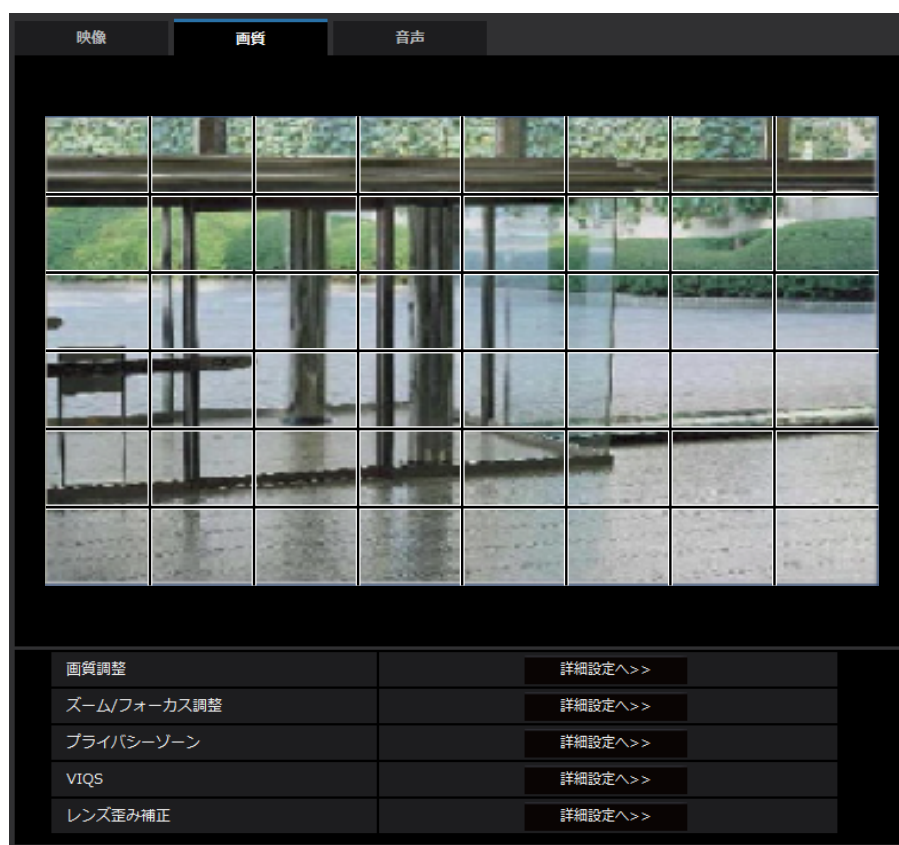 映像 画質 音声
画質調整 詳細設定へ>>
ズーム/フォーカス調整 詳細設定へ>>
プライバシーゾーン 詳細設定へ>>
VIQS 詳細設定へ>>
レンズ歪み補正 詳細設定へ>>